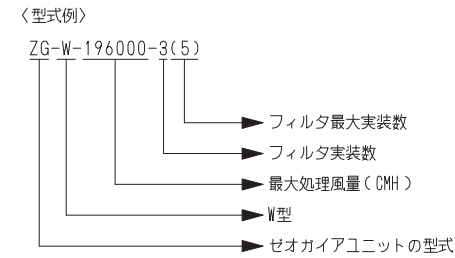 〈型式例〉
ZG-W-196000-3(5)
フィルタ最大実装数
フィルタ実装数
最大処理風量(CMH)
W型
ゼオガイアユニットの型式